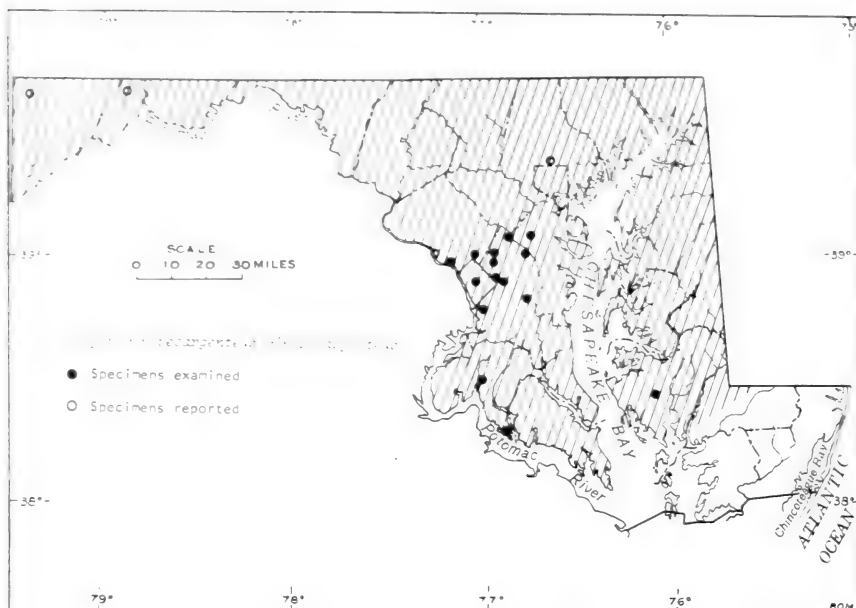 76°
39°
39°
SCALE
0 10 20 30 MILES
CHESAPEAKE BAY
● Specimens examined
○ Specimens reported
Potomac
River
38°
38°
Chincoteague Bay
ATLANTIC
OCEAN
79°
78°
77°
76°